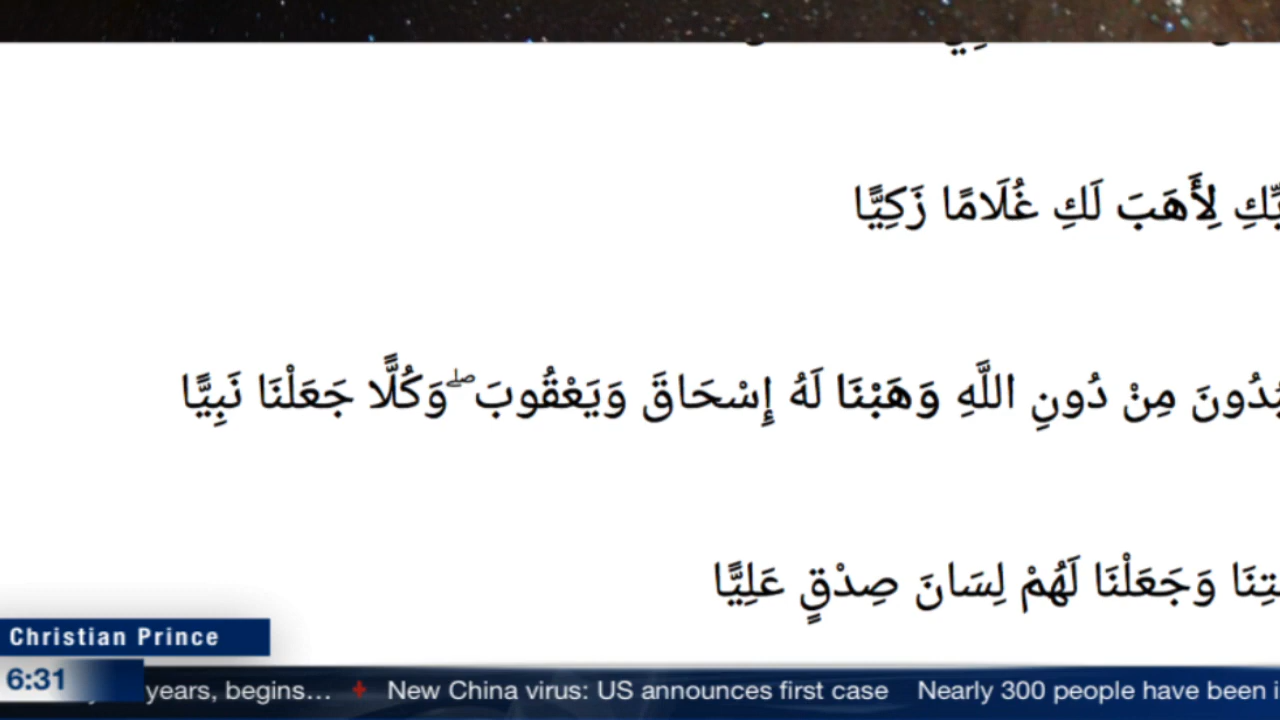 لِأَهَبَ لَكِ غُلَامًا زَكِيًّا
مِنْ دُونِ اللَّهِ وَهَبْنَا لَهُ إِسْحَاقَ وَيَعْقُوبَ ۖ وَكُلًّا جَعَلْنَا نَبِيًّا
وَجَعَلْنَا لَهُمْ لِسَانَ صِدْقٍ عَلِيًّا
Christian Prince
6:31
years, begins... New China virus: US announces first case Nearly 300 people have been i